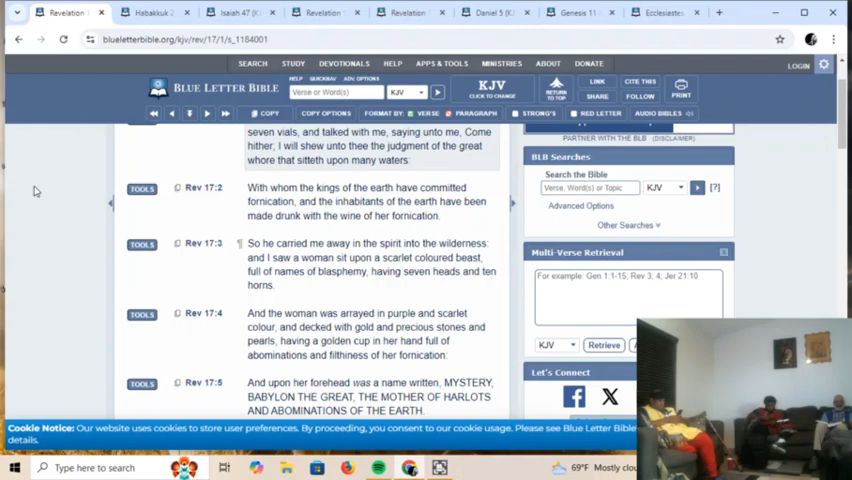 Revelation
Habakkuk 2
Isaiah 47 (KJV
Revelation
Revelation
Daniel 5 (KJV
Genesis 11
Ecclesiastes
blueletterbible.org/kjv/rev/17/1/s_1184001
SEARCH STUDY DEVOTIONALS HELP APPS & TOOLS MINISTRIES ABOUT DONATE
LOGIN
BLUE LETTER BIBLE
HELP QUICKNAV ADV. OPTIONS
Verse or Word(s)
KJV
KJV
CLICK TO CHANGE
RETURN
TO TOP
LINK
SHARE
CITE THIS
FOLLOW
PRINT
COPY COPY OPTIONS FORMAT BY: VERSE PARAGRAPH STRONG'S RED LETTER AUDIO BIBLES
seven vials, and talked with me, saying unto me, Come
hither; I will shew unto thee the judgment of the great
whore that sitteth upon many waters:
TOOLS Rev 17:2 With whom the kings of the earth have committed
fornication, and the inhabitants of the earth have been
made drunk with the wine of her fornication.
TOOLS Rev 17:3 ¶ So he carried me away in the spirit into the wilderness:
and I saw a woman sit upon a scarlet coloured beast,
full of names of blasphemy, having seven heads and ten
horns.
TOOLS Rev 17:4 And the woman was arrayed in purple and scarlet
colour, and decked with gold and precious stones and
pearls, having a golden cup in her hand full of
abominations and filthiness of her fornication:
TOOLS Rev 17:5 And upon her forehead was a name written, MYSTERY,
BABYLON THE GREAT, THE MOTHER OF HARLOTS
AND ABOMINATIONS OF THE EARTH.
PARTNER WITH THE BLB (DISCLAIMER)
BLB Searches
Search the Bible
Verse, Word(s) or Topic
KJV
[?]
Advanced Options
Other Searches
Multi-Verse Retrieval
For example: Gen 1:1-15; Rev 3; 4; Jer 21:10
KJV
Retrieve
Let's Connect
Cookie Notice: Our website uses cookies to store user preferences. By proceeding, you consent to our cookie usage. Please see Blue Letter Bible
details.
Type here to search
69°F Mostly clou